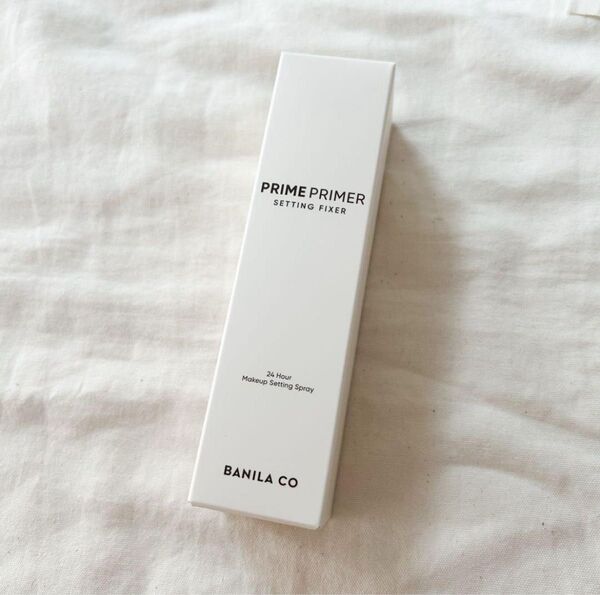 PRIME PRIMER
SETTING FIXER
24 Hour
Makeup Setting Spray
BANILA CO